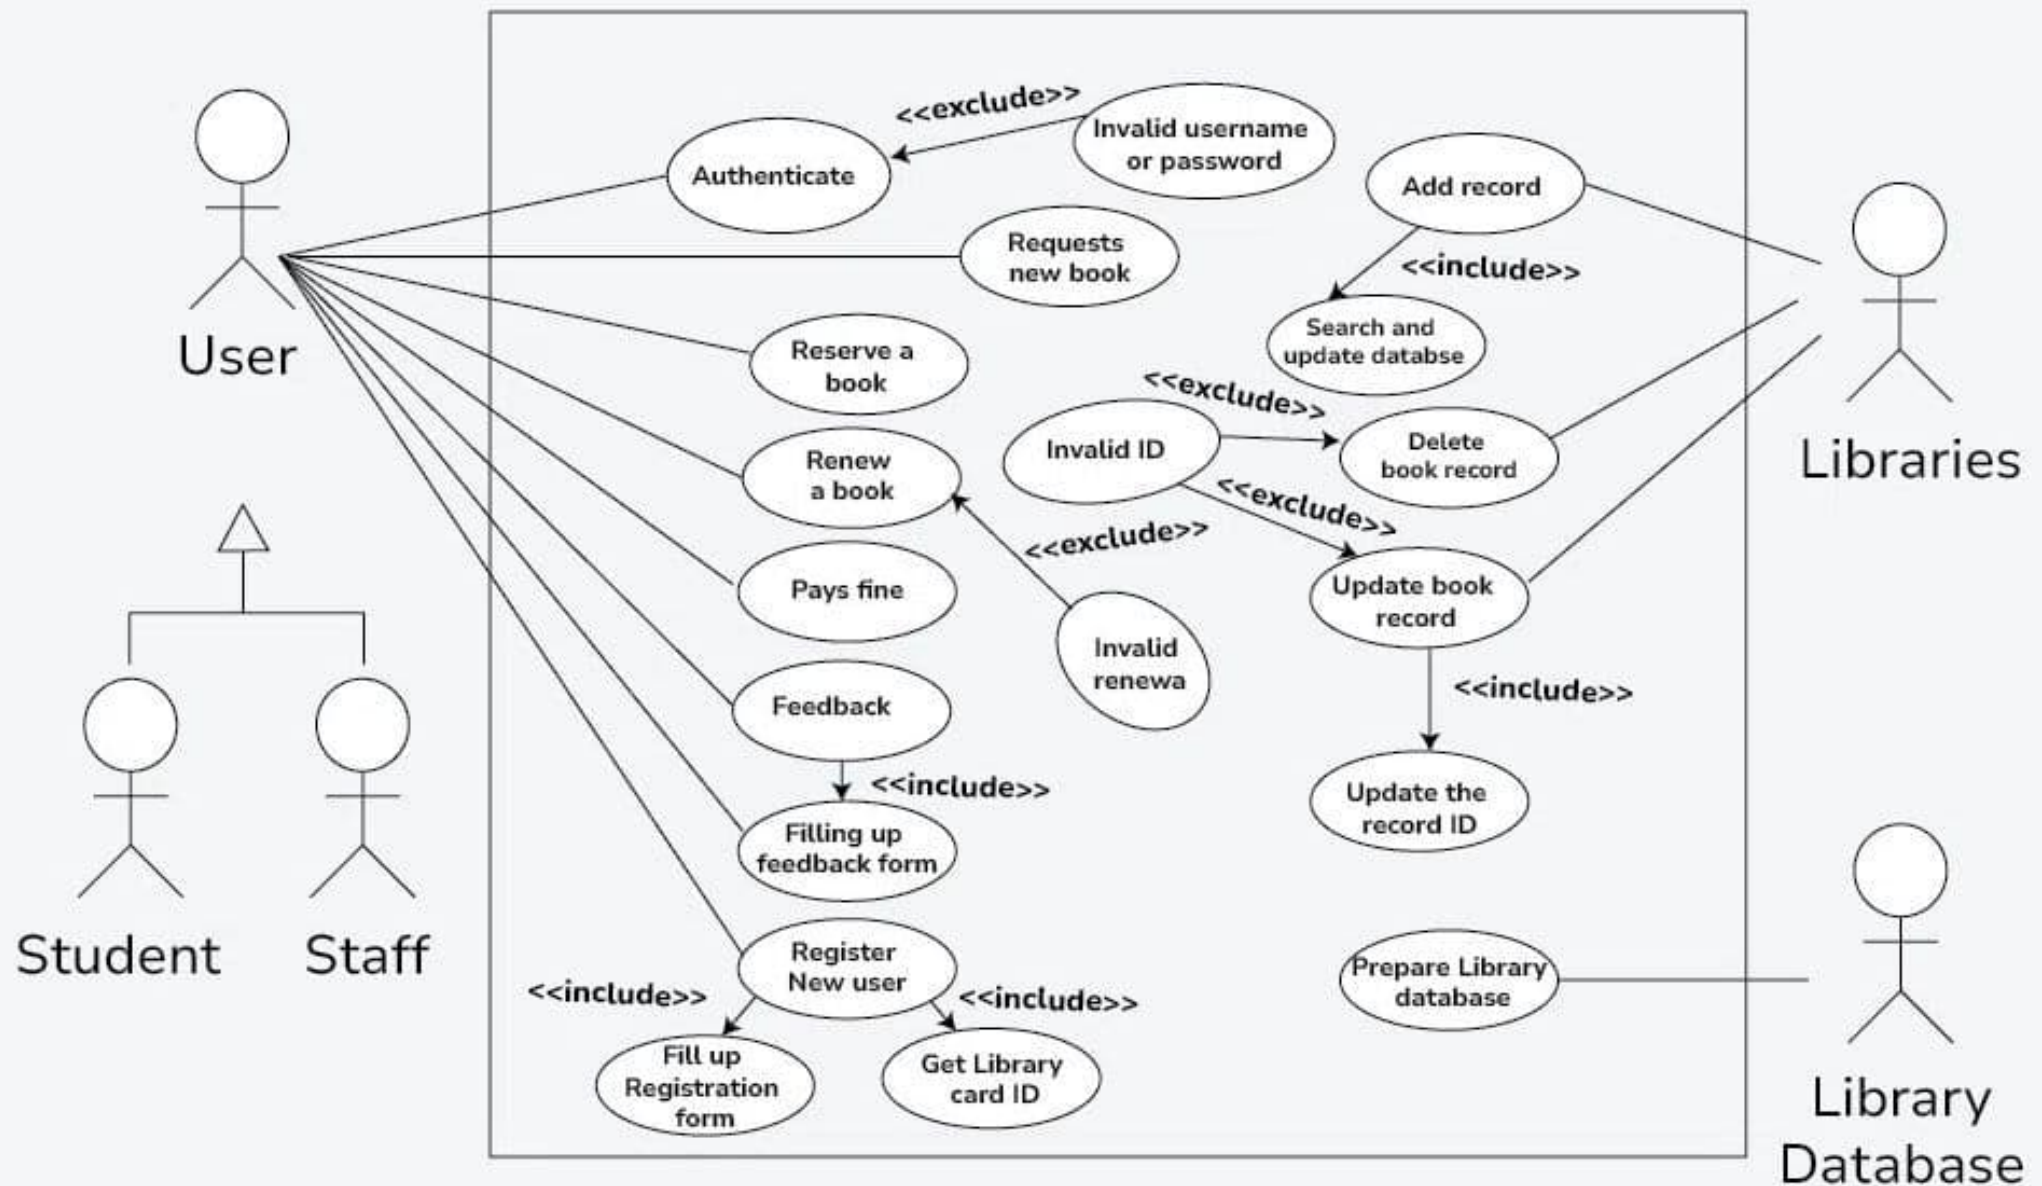 <<exclude>>
Invalid username
or password
Authenticate
Add record
Requests
new book
<<include>>
User
Reserve a
book
Search and
update databse
<<exclude>>
Libraries
Renew
a book
Invalid ID
Delete
book record
<<exclude>>
<<exclude>>
Pays fine
Update book
record
Invalid
renewa
Feedback
<<include>>
<<include>>
Filling up
feedback form
Update the
record ID
Student
Staff
Register
New user
<<include>>
<<include>>
Prepare Library
database
Fill up
Registration
form
Get Library
card ID
Library
Database